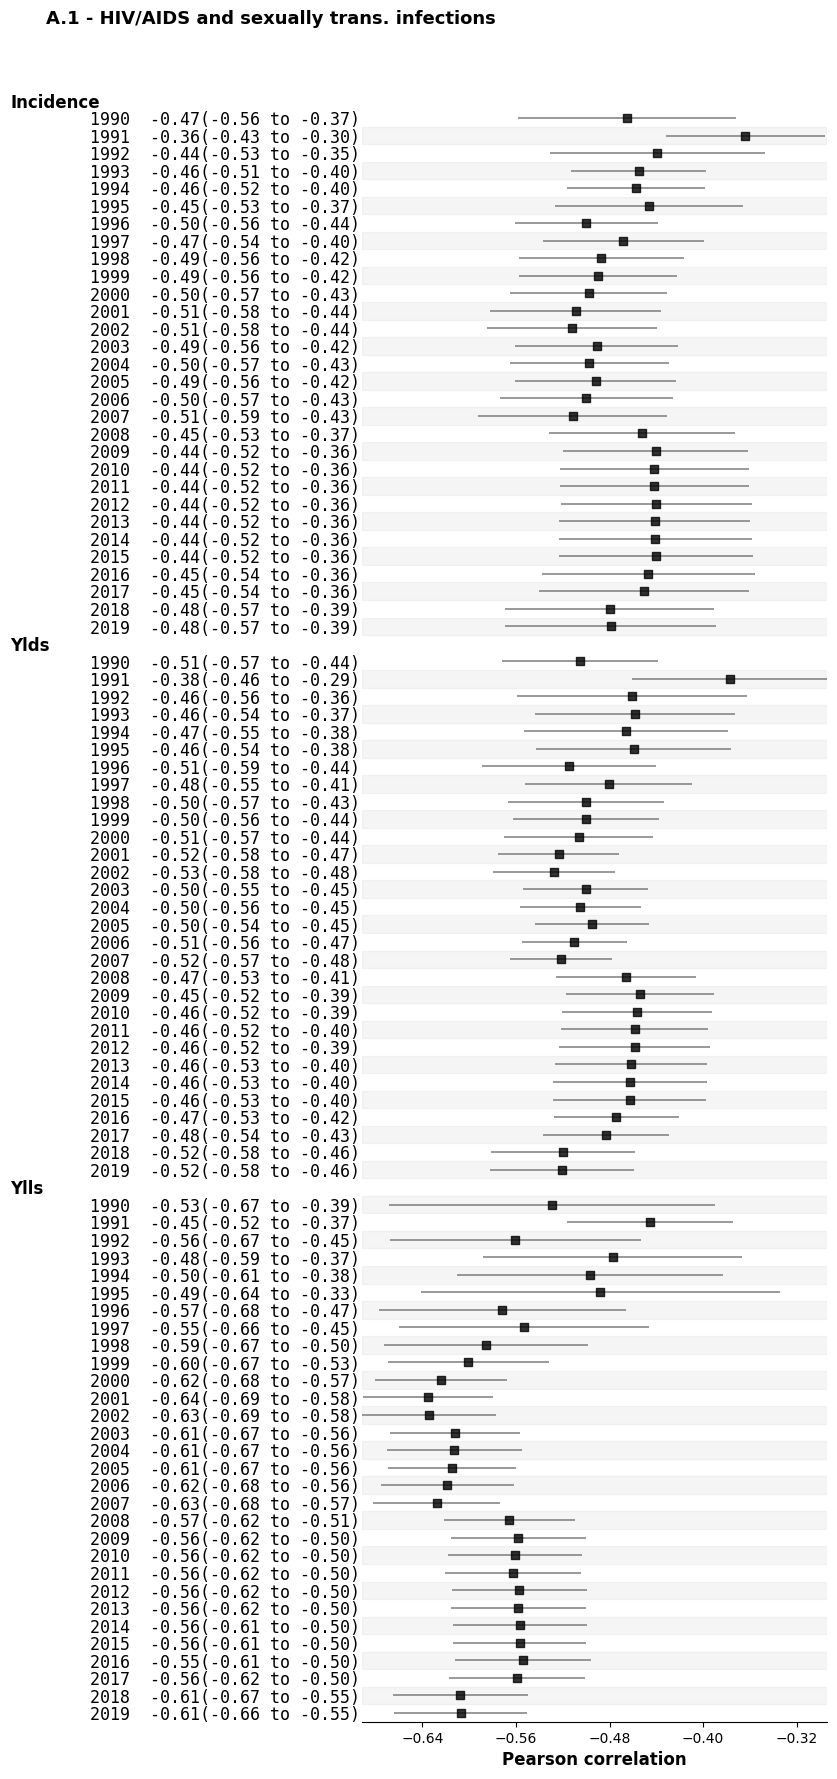 A.1 - HIV/AIDS and sexually trans. infections
Incidence
1990 -0.47(-0.56 to -0.37)
1991 -0.36(-0.43 to -0.30)
1992 -0.44(-0.53 to -0.35)
1993 -0.46(-0.51 to -0.40)
1994 -0.46(-0.52 to -0.40)
1995 -0.45(-0.53 to -0.37)
1996 -0.50(-0.56 to -0.44)
1997 -0.47(-0.54 to -0.40)
1998 -0.49(-0.56 to -0.42)
1999 -0.49(-0.56 to -0.42)
2000 -0.50(-0.57 to -0.43)
2001 -0.51(-0.58 to -0.44)
2002 -0.51(-0.58 to -0.44)
2003 -0.49(-0.56 to -0.42)
2004 -0.50(-0.57 to -0.43)
2005 -0.49(-0.56 to -0.42)
2006 -0.50(-0.57 to -0.43)
2007 -0.51(-0.59 to -0.43)
2008 -0.45(-0.53 to -0.37)
2009 -0.44(-0.52 to -0.36)
2010 -0.44(-0.52 to -0.36)
2011 -0.44(-0.52 to -0.36)
2012 -0.44(-0.52 to -0.36)
2013 -0.44(-0.52 to -0.36)
2014 -0.44(-0.52 to -0.36)
2015 -0.44(-0.52 to -0.36)
2016 -0.45(-0.54 to -0.36)
2017 -0.45(-0.54 to -0.36)
2018 -0.48(-0.57 to -0.39)
2019 -0.48(-0.57 to -0.39)
Ylds
1990 -0.51(-0.57 to -0.44)
1991 -0.38(-0.46 to -0.29)
1992 -0.46(-0.56 to -0.36)
1993 -0.46(-0.54 to -0.37)
1994 -0.47(-0.55 to -0.38)
1995 -0.46(-0.54 to -0.38)
1996 -0.51(-0.59 to -0.44)
1997 -0.48(-0.55 to -0.41)
1998 -0.50(-0.57 to -0.43)
1999 -0.50(-0.56 to -0.44)
2000 -0.51(-0.57 to -0.44)
2001 -0.52(-0.58 to -0.47)
2002 -0.53(-0.58 to -0.48)
2003 -0.50(-0.55 to -0.45)
2004 -0.50(-0.56 to -0.45)
2005 -0.50(-0.54 to -0.45)
2006 -0.51(-0.56 to -0.47)
2007 -0.52(-0.57 to -0.48)
2008 -0.47(-0.53 to -0.41)
2009 -0.45(-0.52 to -0.39)
2010 -0.46(-0.52 to -0.39)
2011 -0.46(-0.52 to -0.40)
2012 -0.46(-0.52 to -0.39)
2013 -0.46(-0.53 to -0.40)
2014 -0.46(-0.53 to -0.40)
2015 -0.46(-0.53 to -0.40)
2016 -0.47(-0.53 to -0.42)
2017 -0.48(-0.54 to -0.43)
2018 -0.52(-0.58 to -0.46)
2019 -0.52(-0.58 to -0.46)
Ylls
1990 -0.53(-0.67 to -0.39)
1991 -0.45(-0.52 to -0.37)
1992 -0.56(-0.67 to -0.45)
1993 -0.48(-0.59 to -0.37)
1994 -0.50(-0.61 to -0.38)
1995 -0.49(-0.64 to -0.33)
1996 -0.57(-0.68 to -0.47)
1997 -0.55(-0.66 to -0.45)
1998 -0.59(-0.67 to -0.50)
1999 -0.60(-0.67 to -0.53)
2000 -0.62(-0.68 to -0.57)
2001 -0.64(-0.69 to -0.58)
2002 -0.63(-0.69 to -0.58)
2003 -0.61(-0.67 to -0.56)
2004 -0.61(-0.67 to -0.56)
2005 -0.61(-0.67 to -0.56)
2006 -0.62(-0.68 to -0.56)
2007 -0.63(-0.68 to -0.57)
2008 -0.57(-0.62 to -0.51)
2009 -0.56(-0.62 to -0.50)
2010 -0.56(-0.62 to -0.50)
2011 -0.56(-0.62 to -0.50)
2012 -0.56(-0.62 to -0.50)
2013 -0.56(-0.62 to -0.50)
2014 -0.56(-0.61 to -0.50)
2015 -0.56(-0.61 to -0.50)
2016 -0.55(-0.61 to -0.50)
2017 -0.56(-0.62 to -0.50)
2018 -0.61(-0.67 to -0.55)
2019 -0.61(-0.66 to -0.55)
−0.64 −0.56 −0.48 −0.40 −0.32
Pearson correlation